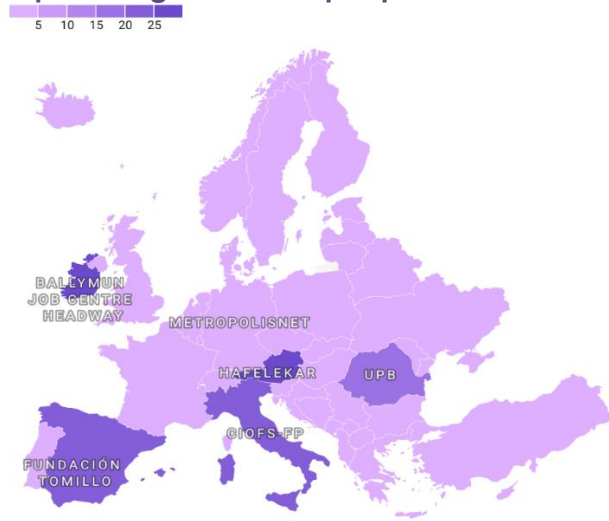 5 10 15 20 25
BALLYMUN
JOB CENTRE
HEADWAY
METROPOLISNET
HAFELEKAR
UPB
CIOFS-FP
FUNDACIÓN
TOMILLO